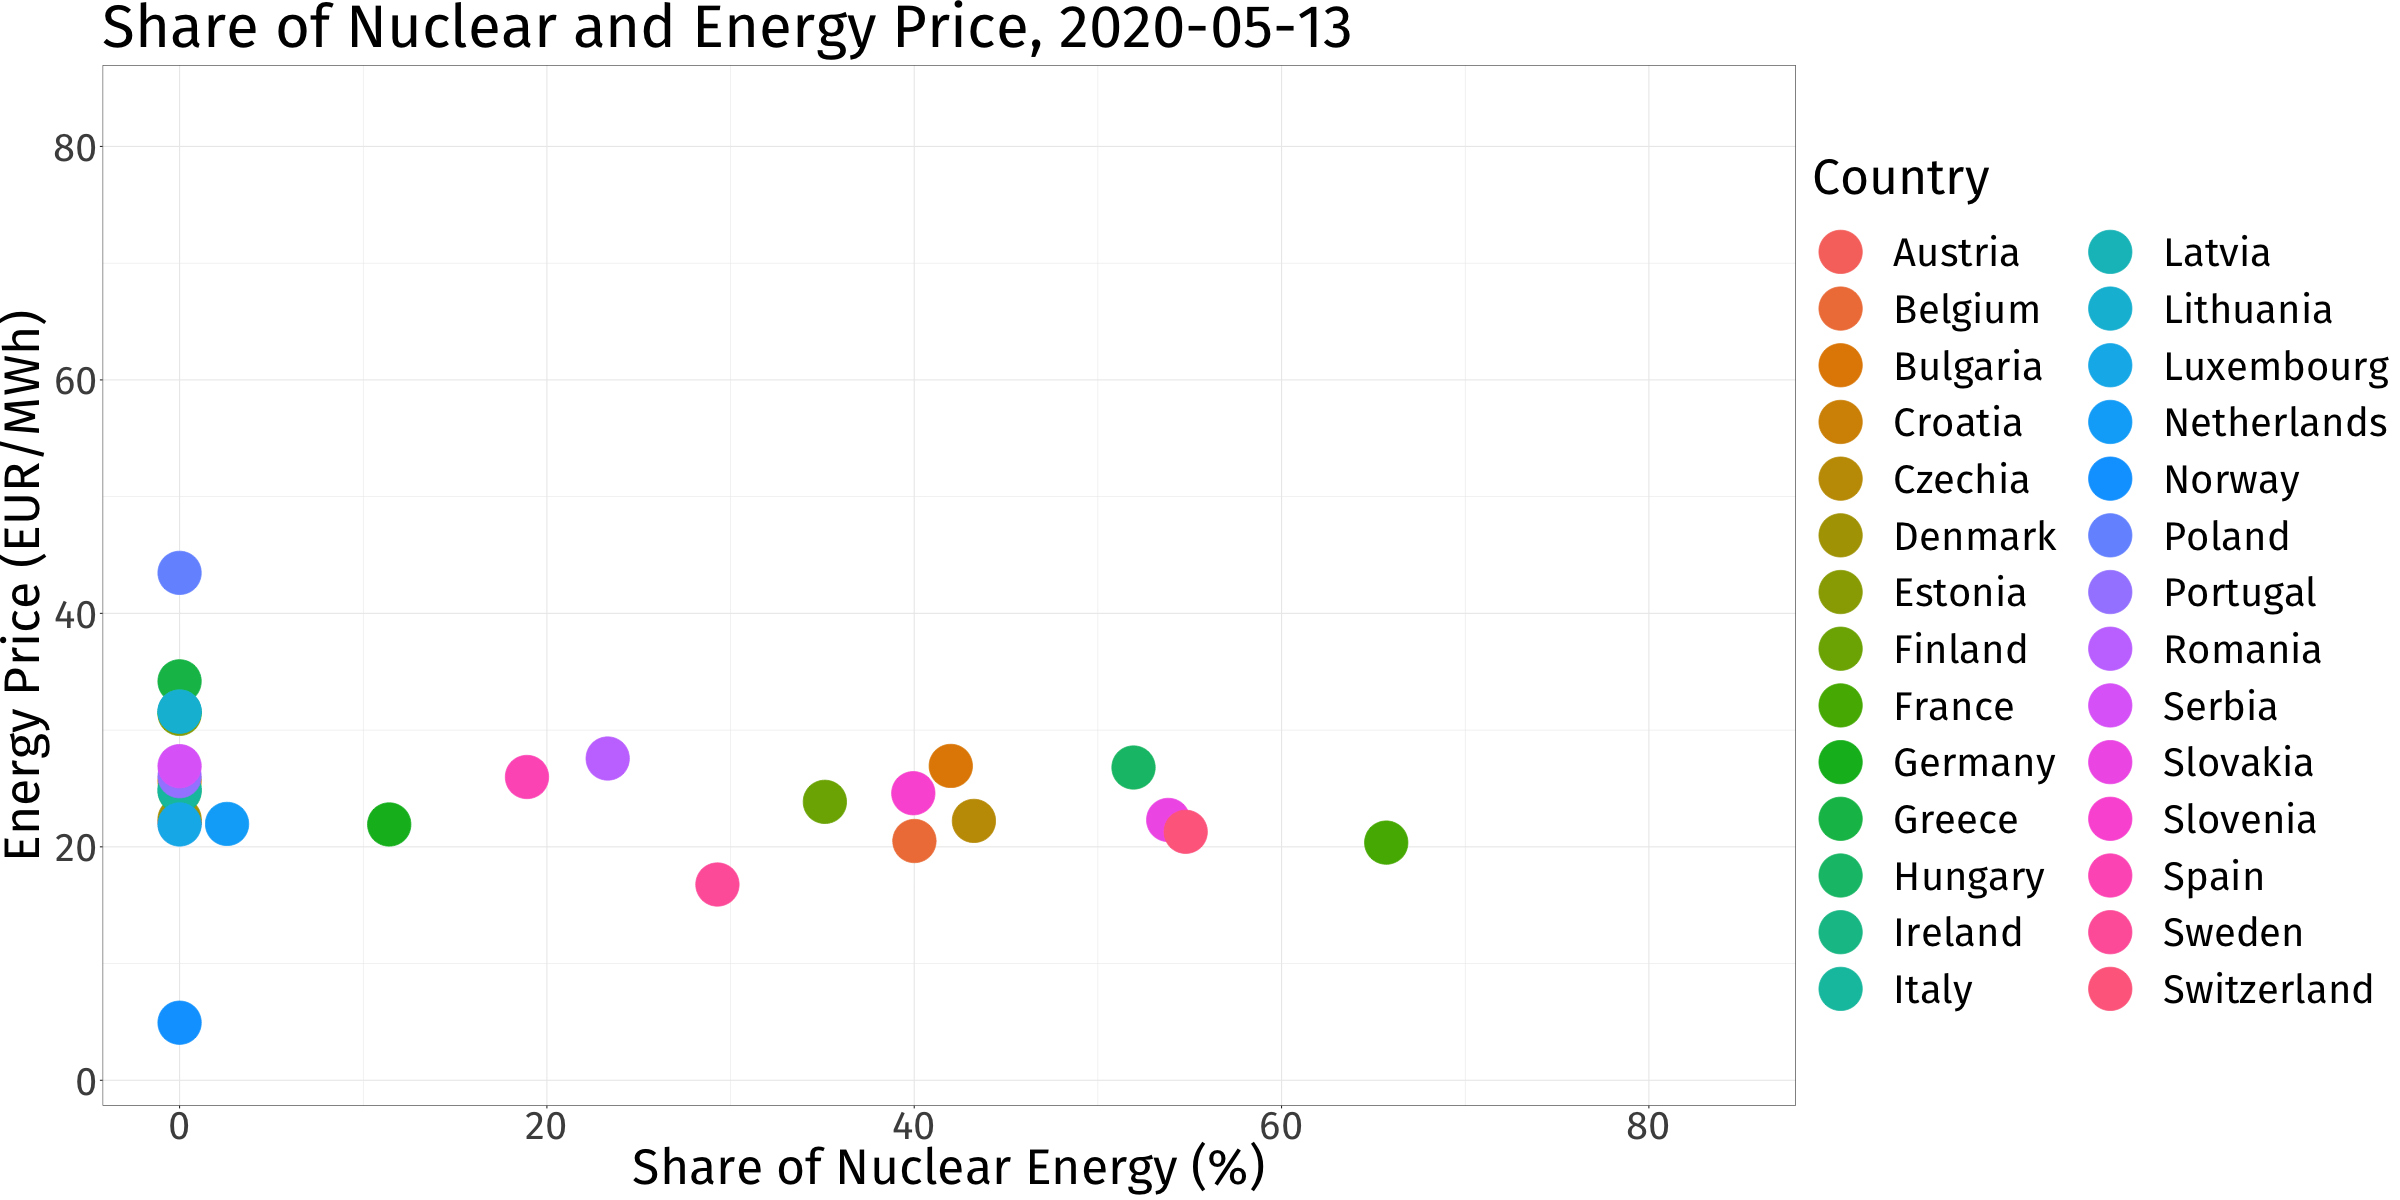 Share of Nuclear and Energy Price, 2020-05-13
Energy Price (EUR/MWh)
80
60
40
20
0
0 20 40 60 80
Share of Nuclear Energy (%)
Country
Austria
Belgium
Bulgaria
Croatia
Czechia
Denmark
Estonia
Finland
France
Germany
Greece
Hungary
Ireland
Italy
Latvia
Lithuania
Luxembourg
Netherlands
Norway
Poland
Portugal
Romania
Serbia
Slovakia
Slovenia
Spain
Sweden
Switzerland